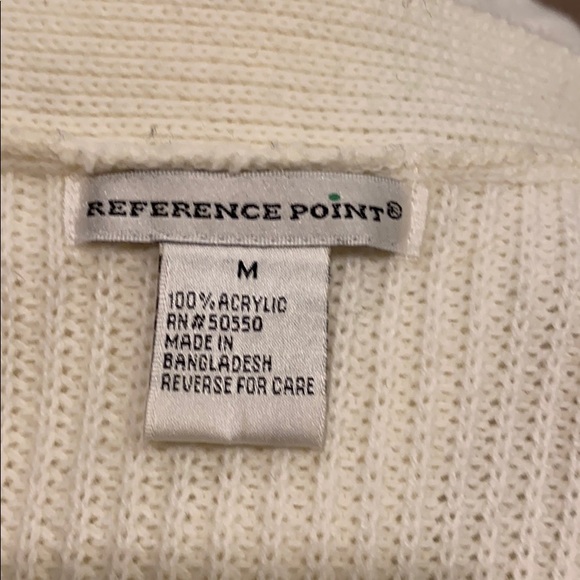 REFERENCE POINT®
M
100% ACRYLIC
RN#50550
MADE IN
BANGLADESH
REVERSE FOR CARE